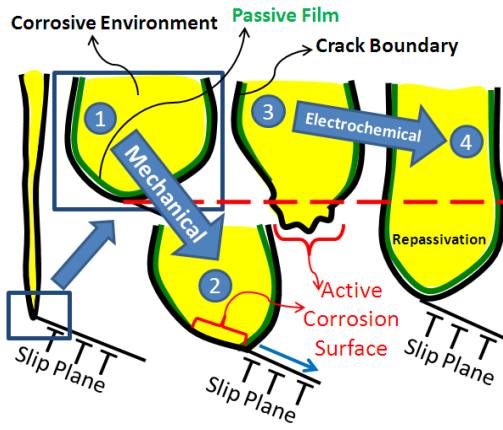 Corrosive Environment
Passive Film
Crack Boundary
1
Mechanical
2
3
Electrochemical
4
Repassivation
Active
Corrosion
Surface
Slip Plane
Slip Plane
Slip Plane